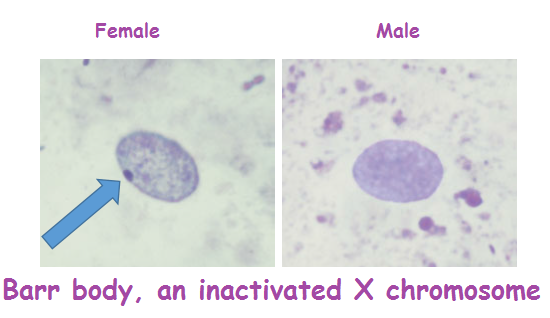 Female
Male
Barr body, an inactivated X chromosome